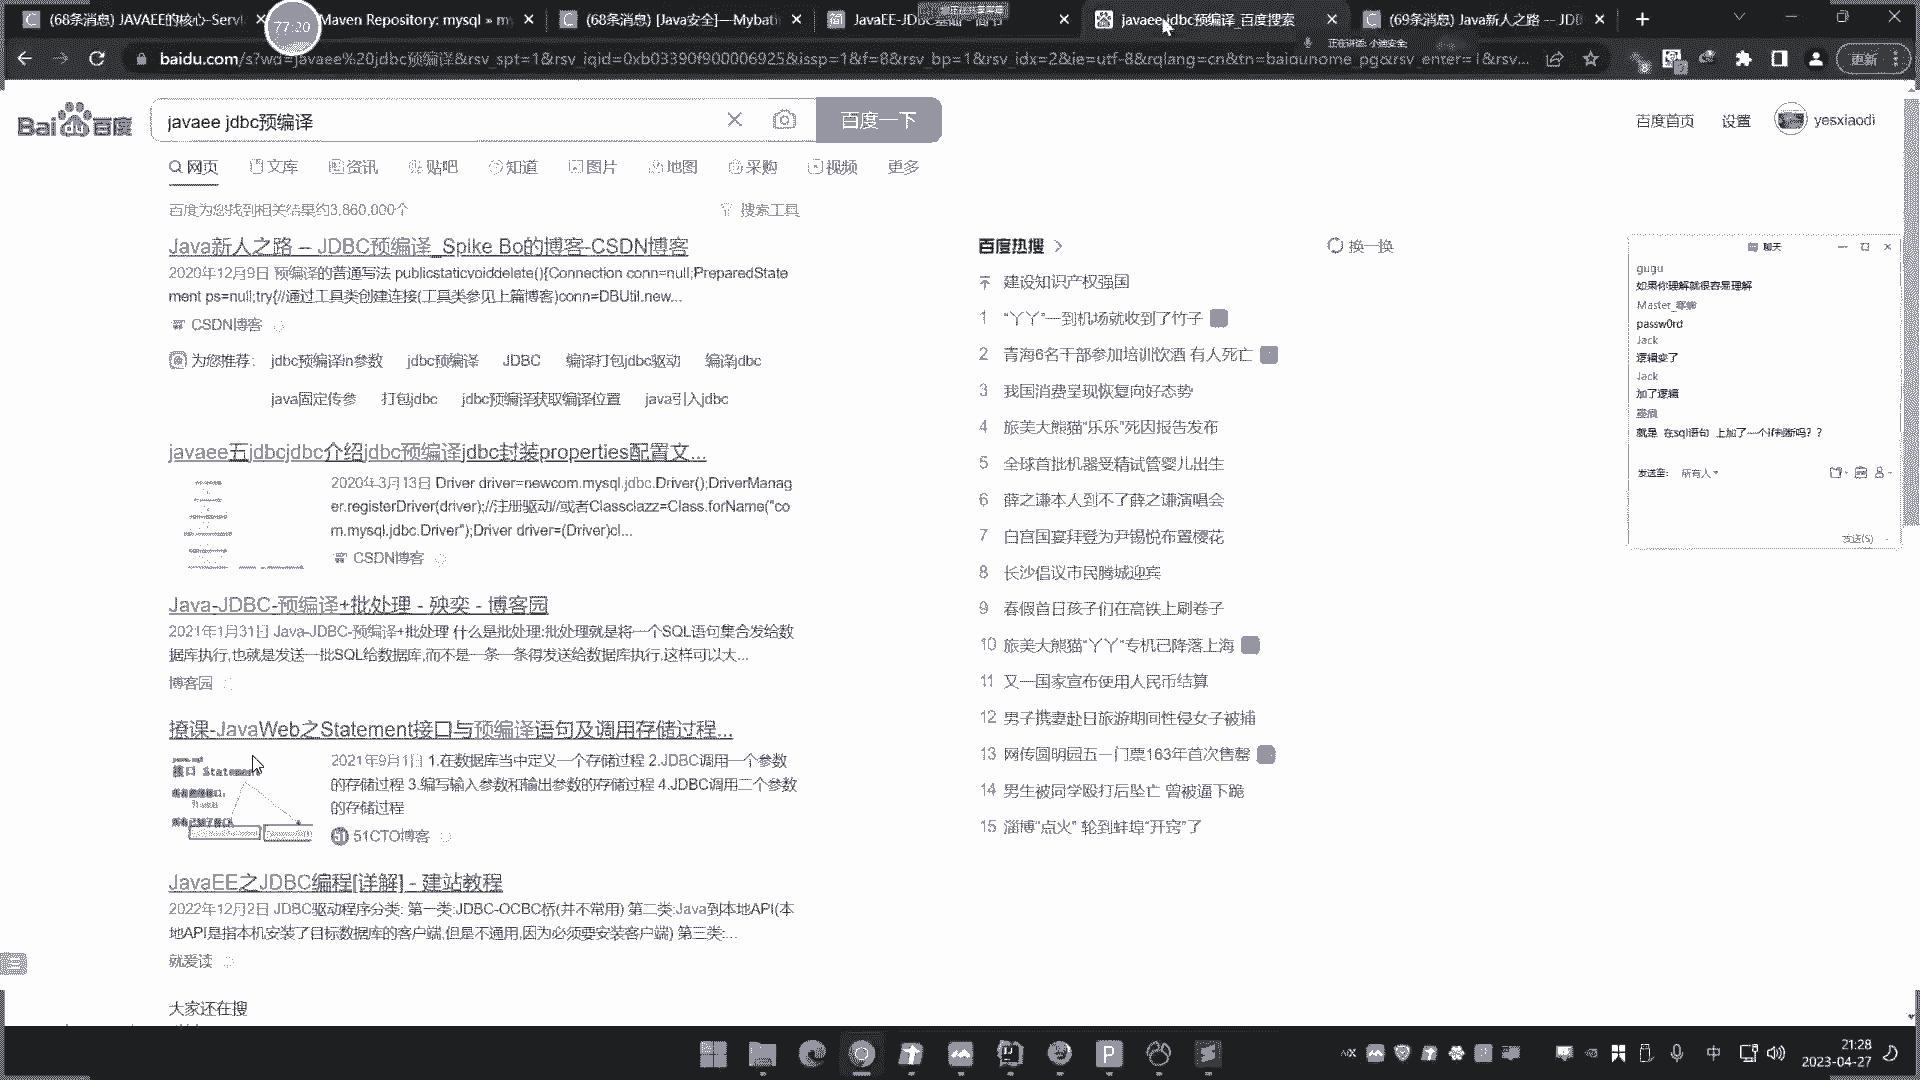 (68条消息) JAVAEE的核心-Servl
77:20
Maven Repository: mysql » m
(68条消息) [Java安全]—Mybat
JavaEE-JD
javaee jdbc预编译_百度搜索
(69条消息) Java新人之路 -- JDB
正在讲话: 小迪安全;
baidu.com/s?wd=javaee%20jdbc预编译&rsv_spt=1&rsv_iqid=0xb03390f900006925&issp=1&f=8&rsv_bp=1&rsv_idx=2&ie=utf-8&rqlang=cn&tn=baiduhome_pg&rsv_enter=1&rsv...
更新
Bai du 百度
javaee jdbc预编译
百度一下
百度首页
设置
yesxiaodi
网页
文库
资讯
贴吧
知道
图片
地图
采购
视频
更多
百度为您找到相关结果约3,860,000个
搜索工具
Java新人之路 -- JDBC预编译_Spike Bo的博客-CSDN博客
2020年12月9日 预编译的普通写法 publicstaticvoiddelete(){Connection conn=null;PreparedState
ment ps=null;try{//通过工具类创建连接(工具类参见上篇博客)conn=DBUtil.new...
CSDN博客
为您推荐:
jdbc预编译in参数
jdbc预编译
JDBC
编译打包jdbc驱动
编译jdbc
java固定传参
打包jdbc
jdbc预编译获取编译位置
java引入jdbc
javaee五jdbcjdbc介绍jdbc预编译jdbc封装properties配置文...
2020年3月13日 Driver driver=newcom.mysql.jdbc.Driver();DriverManag
er.registerDriver(driver);//注册驱动//或者Classclazz=Class.forName("co
m.mysql.jdbc.Driver");Driver driver=(Driver)cl...
CSDN博客
Java-JDBC-预编译+批处理 - 殃奕 - 博客园
2021年1月31日 Java-JDBC-预编译+批处理 什么是批处理:批处理就是将一个SQL语句集合发给数
据库执行,也就是发送一批SQL给数据库,而不是一条一条得发送给数据库执行.这样可以大...
博客园
撩课-JavaWeb之Statement接口与预编译语句及调用存储过程...
接口 Statement
2021年9月1日 1.在数据库当中定义一个存储过程 2.JDBC调用一个参数
的存储过程 3.编写输入参数和输出参数的存储过程 4.JDBC调用二个参数
的存储过程
51CTO博客
JavaEE之JDBC编程[详解] - 建站教程
2022年12月2日 JDBC驱动程序分类: 第一类:JDBC-OCBC桥(并不常用) 第二类:Java到本地API(本
地API是指本机安装了目标数据库的客户端,但是不通用,因为必须要安装客户端) 第三类:...
就爱读
大家还在搜
百度热搜
换一换
建设知识产权强国
1 “丫丫”一到机场就收到了竹子
2 青海6名干部参加培训饮酒 有人死亡
3 我国消费呈现恢复向好态势
4 旅美大熊猫“乐乐”死因报告发布
5 全球首批机器受精试管婴儿出生
6 薛之谦本人到不了薛之谦演唱会
7 白宫国宴拜登为尹锡悦布置樱花
8 长沙倡议市民腾城迎宾
9 春假首日孩子们在高铁上刷卷子
10 旅美大熊猫“丫丫”专机已降落上海
11 又一国家宣布使用人民币结算
12 男子携妻赴日旅游期间性侵女子被捕
13 网传圆明园五一门票163年首次售罄
14 男生被同学殴打后坠亡 曾被逼下跪
15 淄博“点火” 轮到蚌埠“开窍”了
聊天
gugu
如果你理解就很容易理解
Master_
passw0rd
Jack
逻辑变了
Jack
加了逻辑
就是 在sql语句 上加了一个if判断吗? ?
发送至: 所有人
发送(S)
中
21:28
2023-04-27